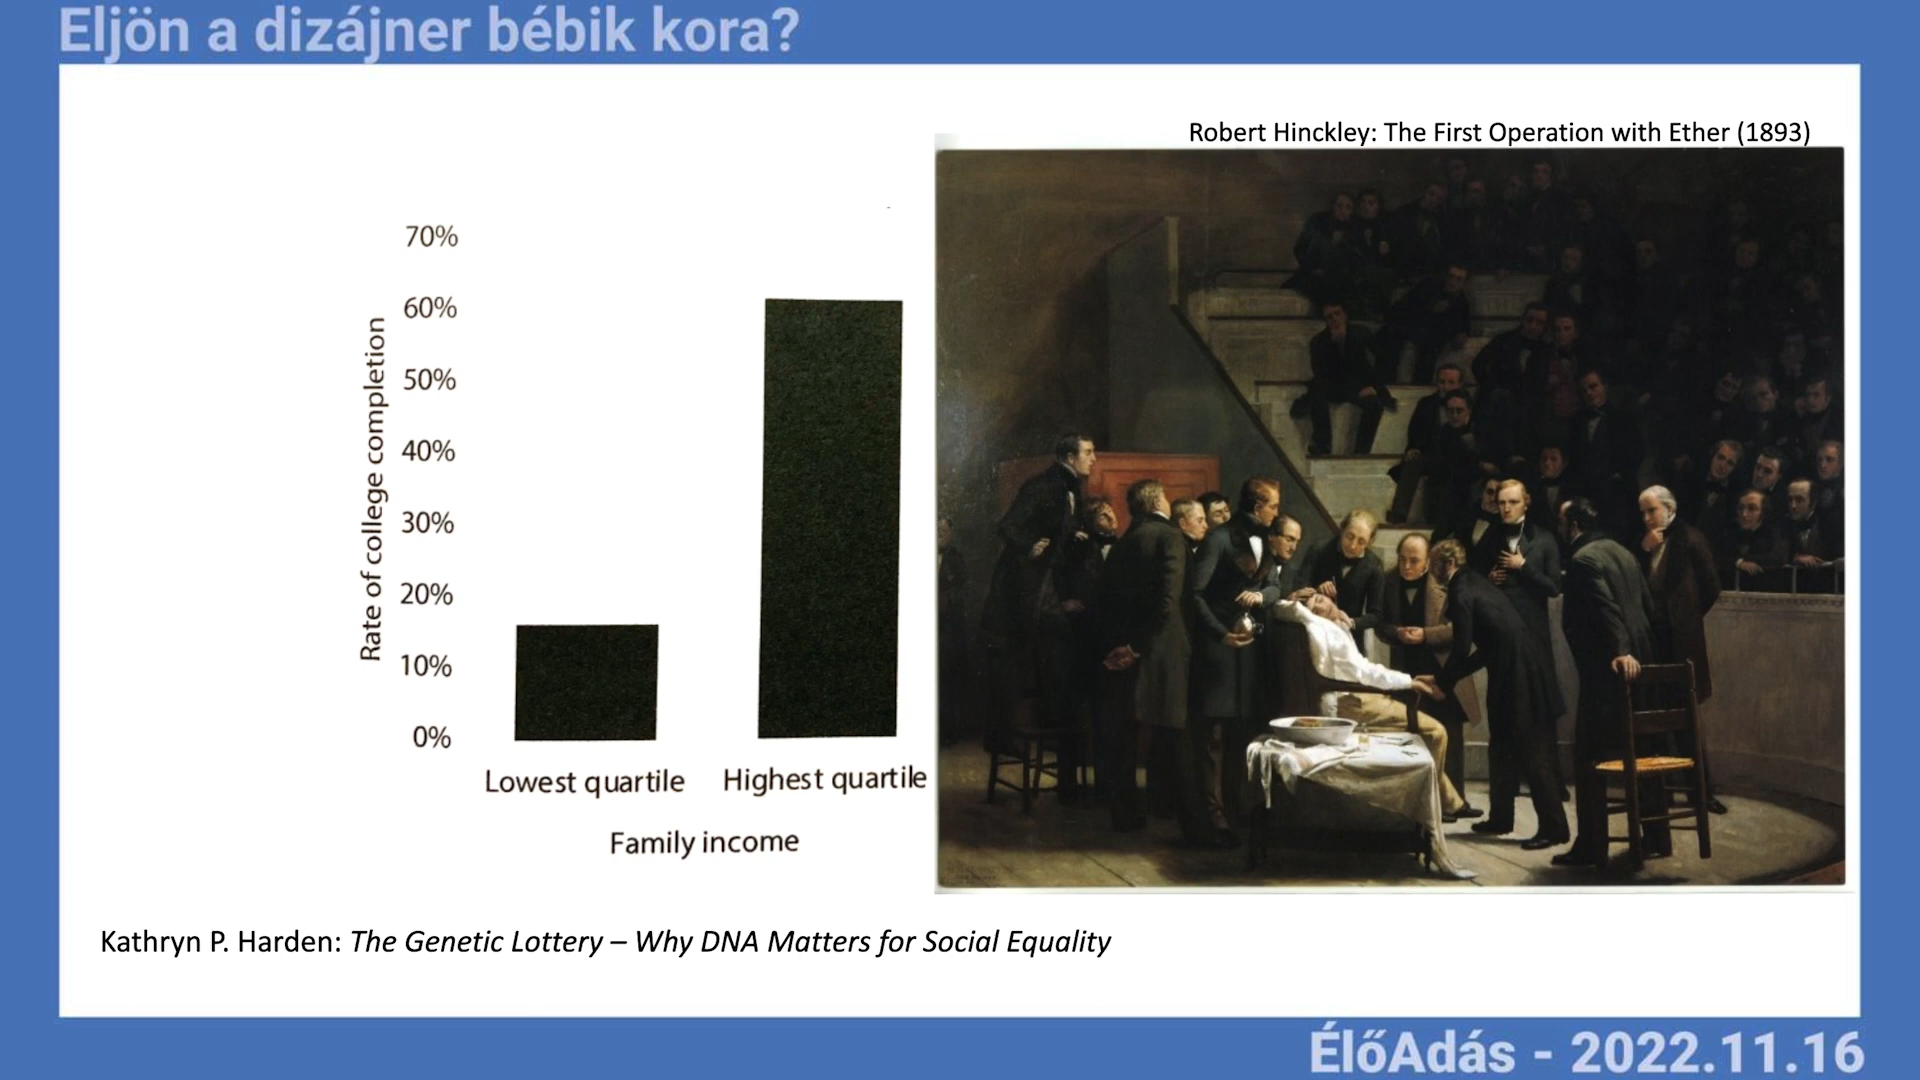 Eljön a dizájner bébik kora?
Robert Hinckley: The First Operation with Ether (1893)
70%
60%
50%
40%
30%
20%
10%
0%
Rate of college completion
Lowest quartile
Highest quartile
Family income
Kathryn P. Harden: The Genetic Lottery – Why DNA Matters for Social Equality
ÉlőAdás - 2022.11.16